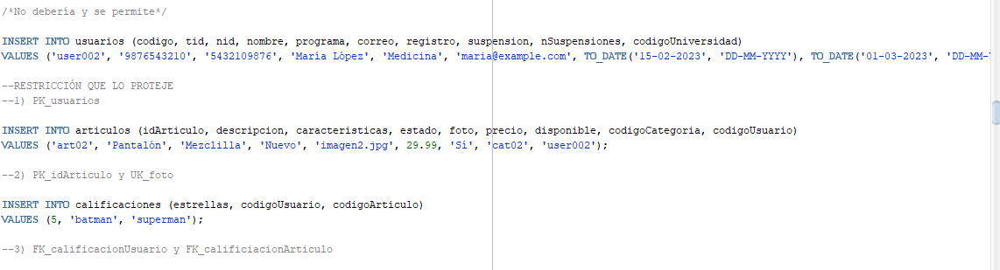 /*No debería y se permite*/
INSERT INTO usuarios (codigo, tid, nid, nombre, programa, correo, registro, suspension, nSuspensiones, codigoUniversidad)
VALUES ('user002', '9876543210', '5432109876', 'María López', 'Medicina', 'maria@example.com', TO_DATE('15-02-2023', 'DD-MM-YYYY'), TO_DATE('01-03-2023', 'DD-MM-
--RESTRICCIÓN QUE LO PROTEJE
--1) PK_usuarios
INSERT INTO articulos (idArticulo, descripcion, caracteristicas, estado, foto, precio, disponible, codigoCategoria, codigoUsuario)
VALUES ('art02', 'Pantalón', 'Mezclilla', 'Nuevo', 'imagen2.jpg', 29.99, 'Sí', 'cat02', 'user002');
--2) PK_idArticulo y UK_foto
INSERT INTO calificaciones (estrellas, codigoUsuario, codigoArticulo)
VALUES (5, 'batman', 'superman');
--3) FK_calificacionUsuario y FK_calificiacionArticulo